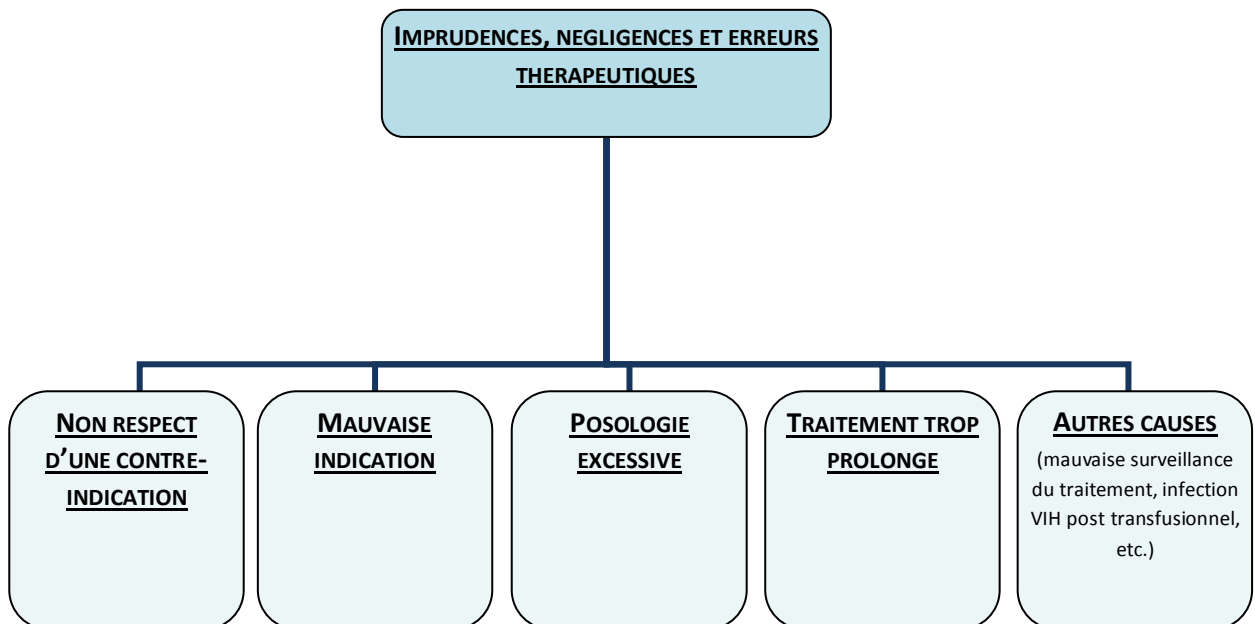 IMPRUDENCES, NEGLIGENCES ET ERREURS
THERAPEUTIQUES
NON RESPECT
D'UNE CONTRE-
INDICATION
MAUVAISE
INDICATION
POSOLOGIE
EXCESSIVE
TRAITEMENT TROP
PROLONGE
AUTRES CAUSES
(mauvaise surveillance
du traitement, infection
VIH post transfusionnel,
etc.)